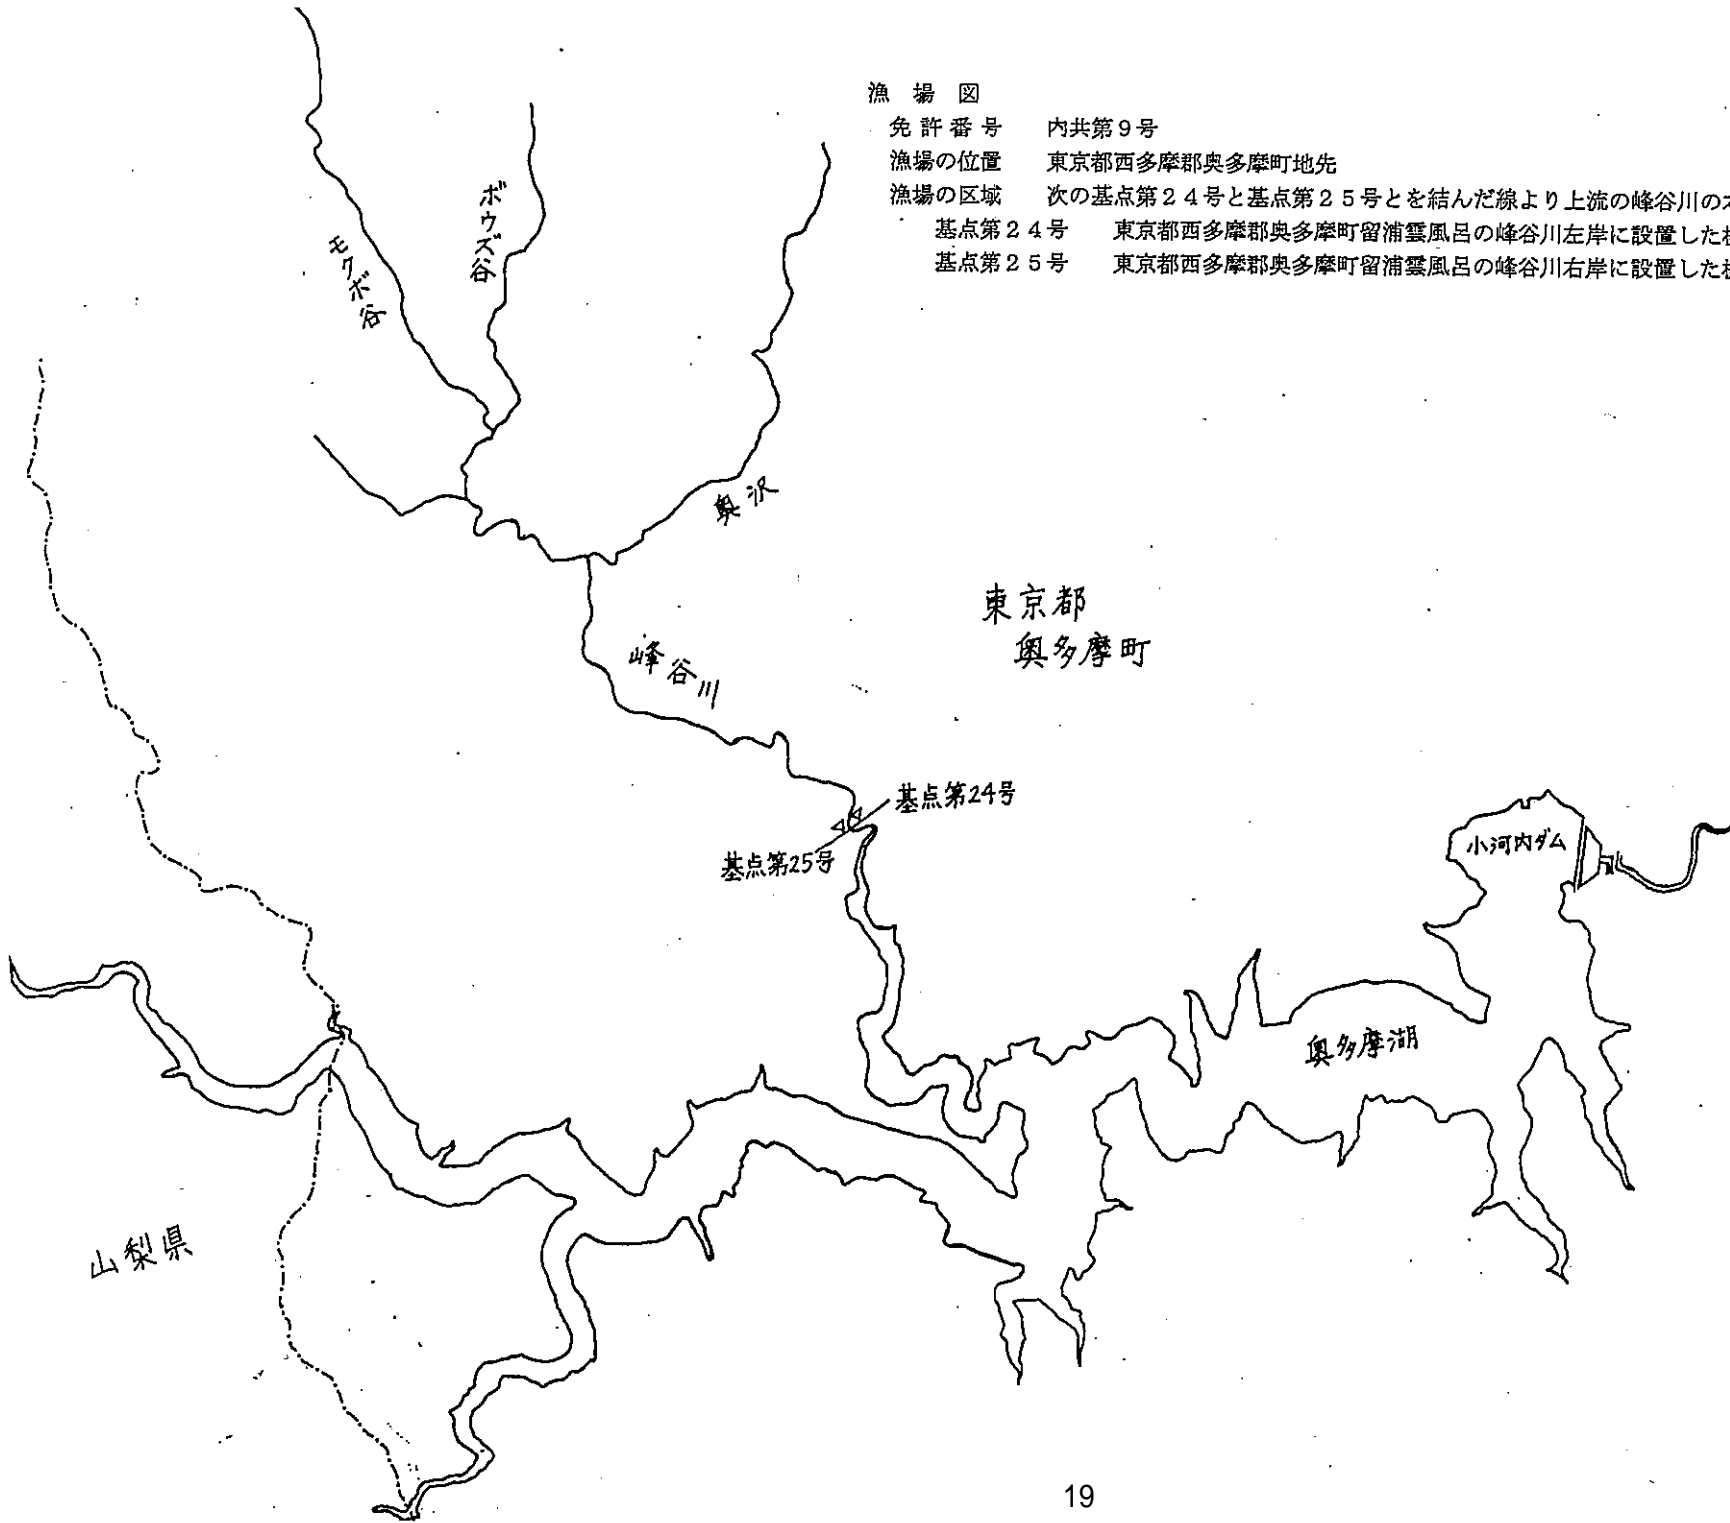 漁場図
免許番号 内共第9号
漁場の位置 東京都西多摩郡奥多摩町地先
漁場の区域 次の基点第24号と基点第25号とを結んだ線より上流の峰谷川の
基点第24号 東京都西多摩郡奥多摩町留浦雲風呂の峰谷川左岸に設置した
基点第25号 東京都西多摩郡奥多摩町留浦雲風呂の峰谷川右岸に設置した
モクボ谷
ボウズ谷
奥沢
東京都
奥多摩町
峰谷川
基点第24号
基点第25号
小河内ダム
奥多摩湖
山梨県
19